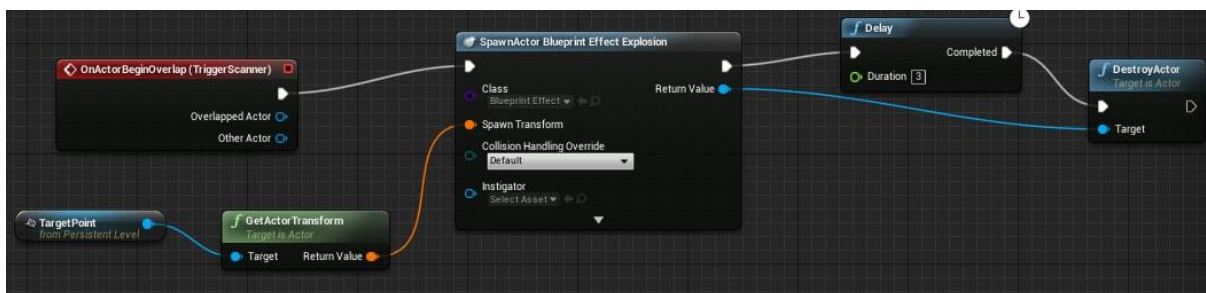 OnActorBeginOverlap (TriggerScanner)
Overlapped Actor
Other Actor
TargetPoint
from Persistent Level
f GetActorTransform
Target is Actor
Target Return Value
SpawnActor Blueprint Effect Explosion
Class Return Value
Blueprint Effect
Spawn Transform
Collision Handling Override
Default
Instigator
Select Asset
f Delay
Completed
Duration 3
f DestroyActor
Target is Actor
Target